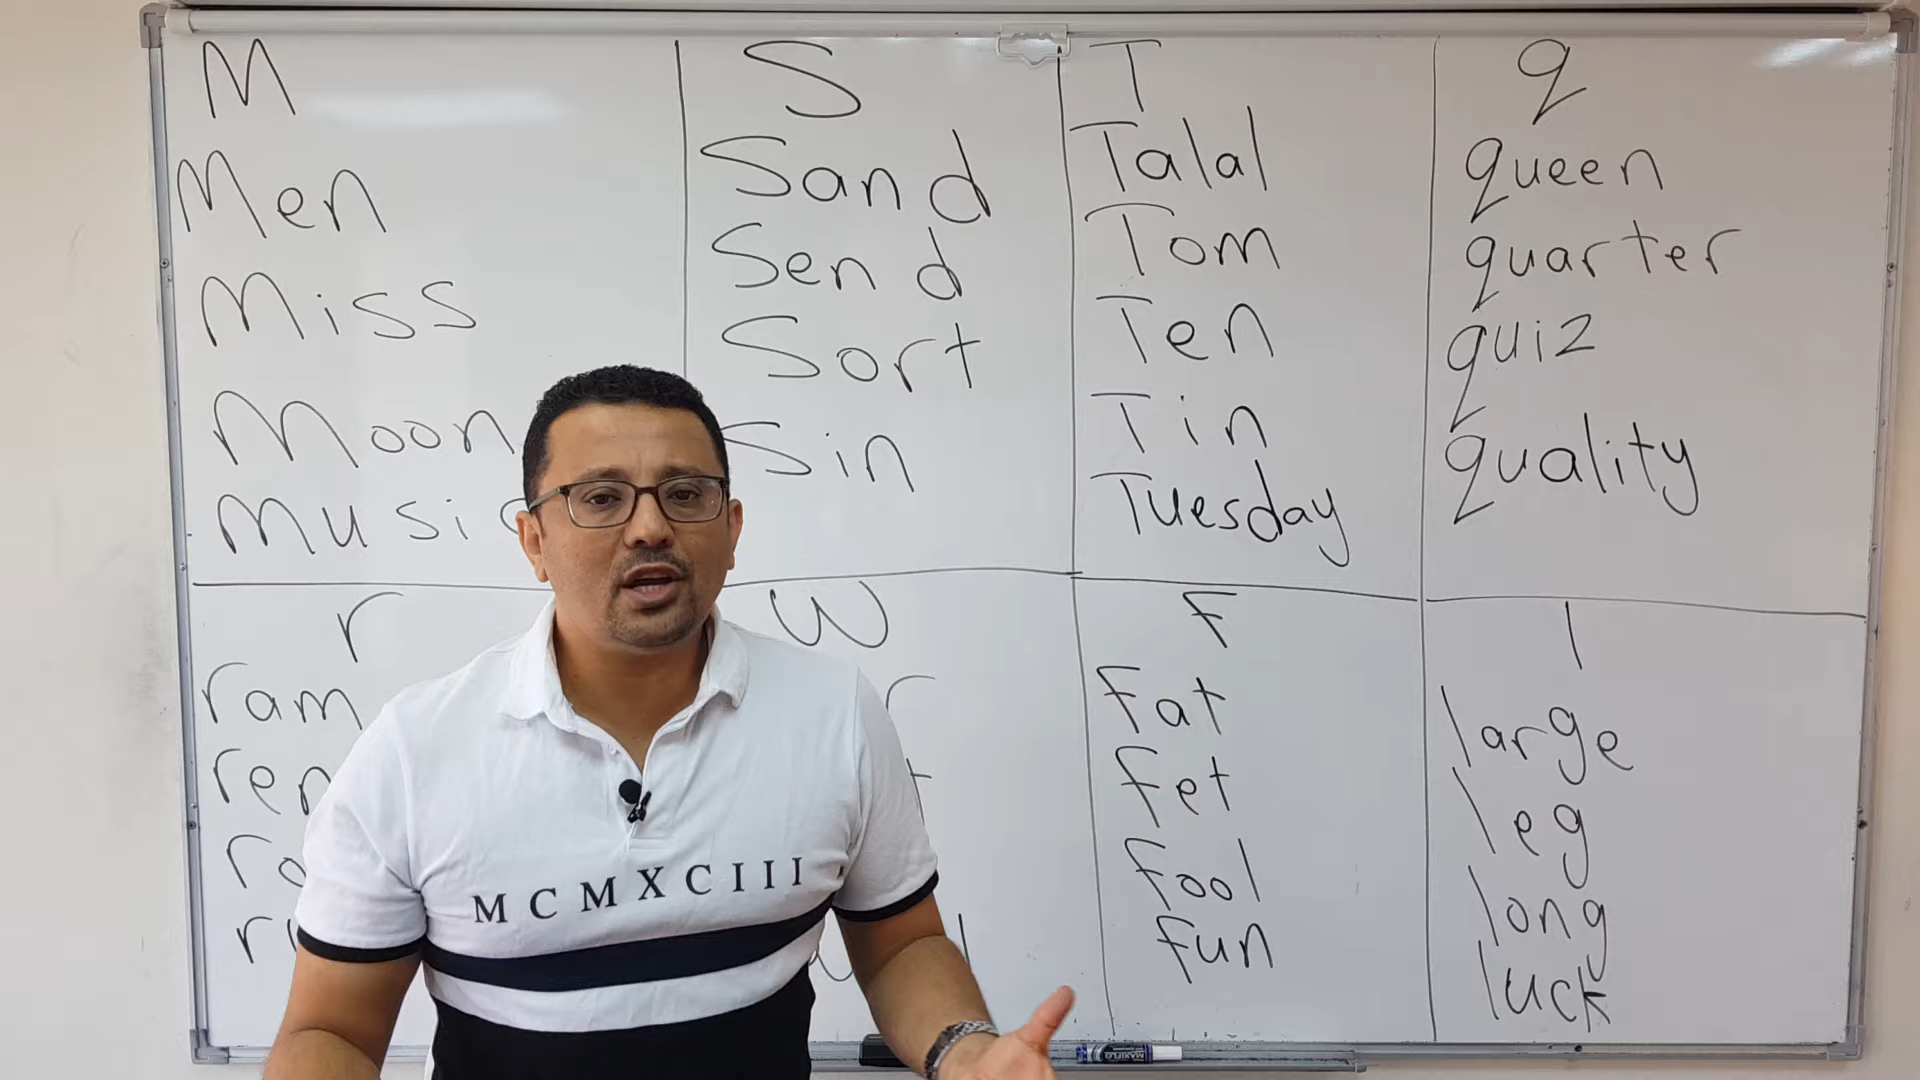 M
Men
Miss
Moon
S
Sand
Send
Sort
Sin
T
Talal
Tom
Ten
Tin
Tuesday
q
queen
quarter
quiz
quality
r
ram
w
F
Fat
Fet
Fool
Fun
l
large
leg
long
luck
MCMXCIII
MAXIFLO